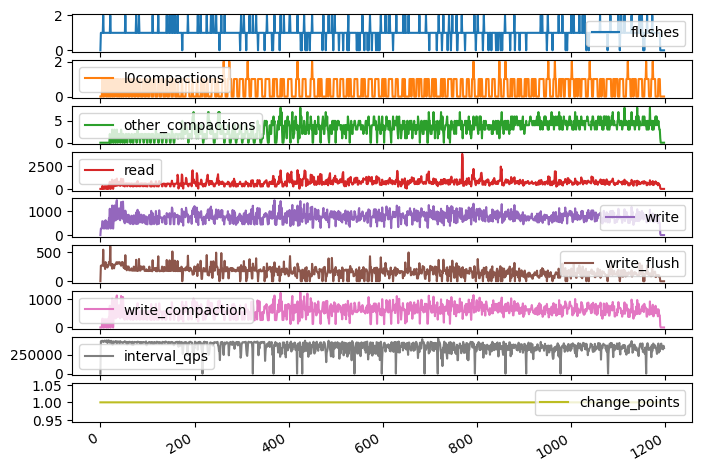 2
0
flushes
2
0
l0compactions
5
0
other_compactions
2500
0
read
1000
0
write
500
0
write_flush
1000
0
write_compaction
250000
0
interval_qps
1.05
1.00
0.95
change_points
0 200 400 600 800 1000 1200